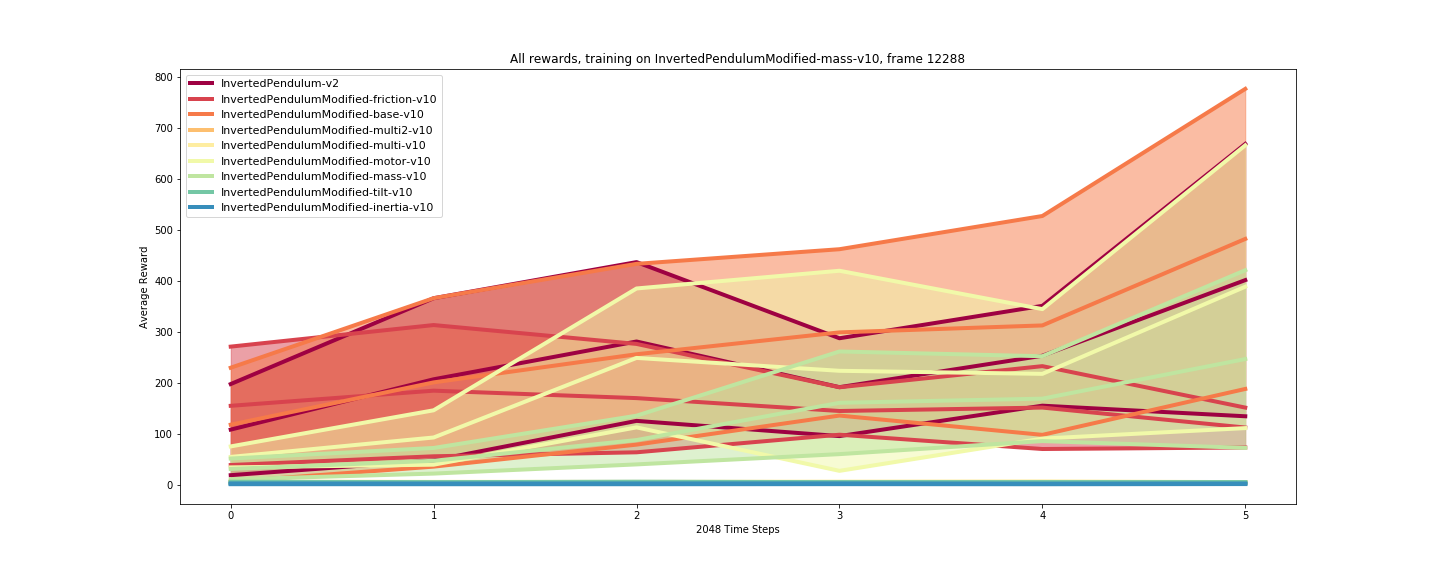 All rewards, training on InvertedPendulumModified-mass-v10, frame 12288
800
700
600
500
400
300
200
100
0
Average Reward
InvertedPendulum-v2
InvertedPendulumModified-friction-v10
InvertedPendulumModified-base-v10
InvertedPendulumModified-multi2-v10
InvertedPendulumModified-multi-v10
InvertedPendulumModified-motor-v10
InvertedPendulumModified-mass-v10
InvertedPendulumModified-tilt-v10
InvertedPendulumModified-inertia-v10
0 1 2 3 4 5
2048 Time Steps